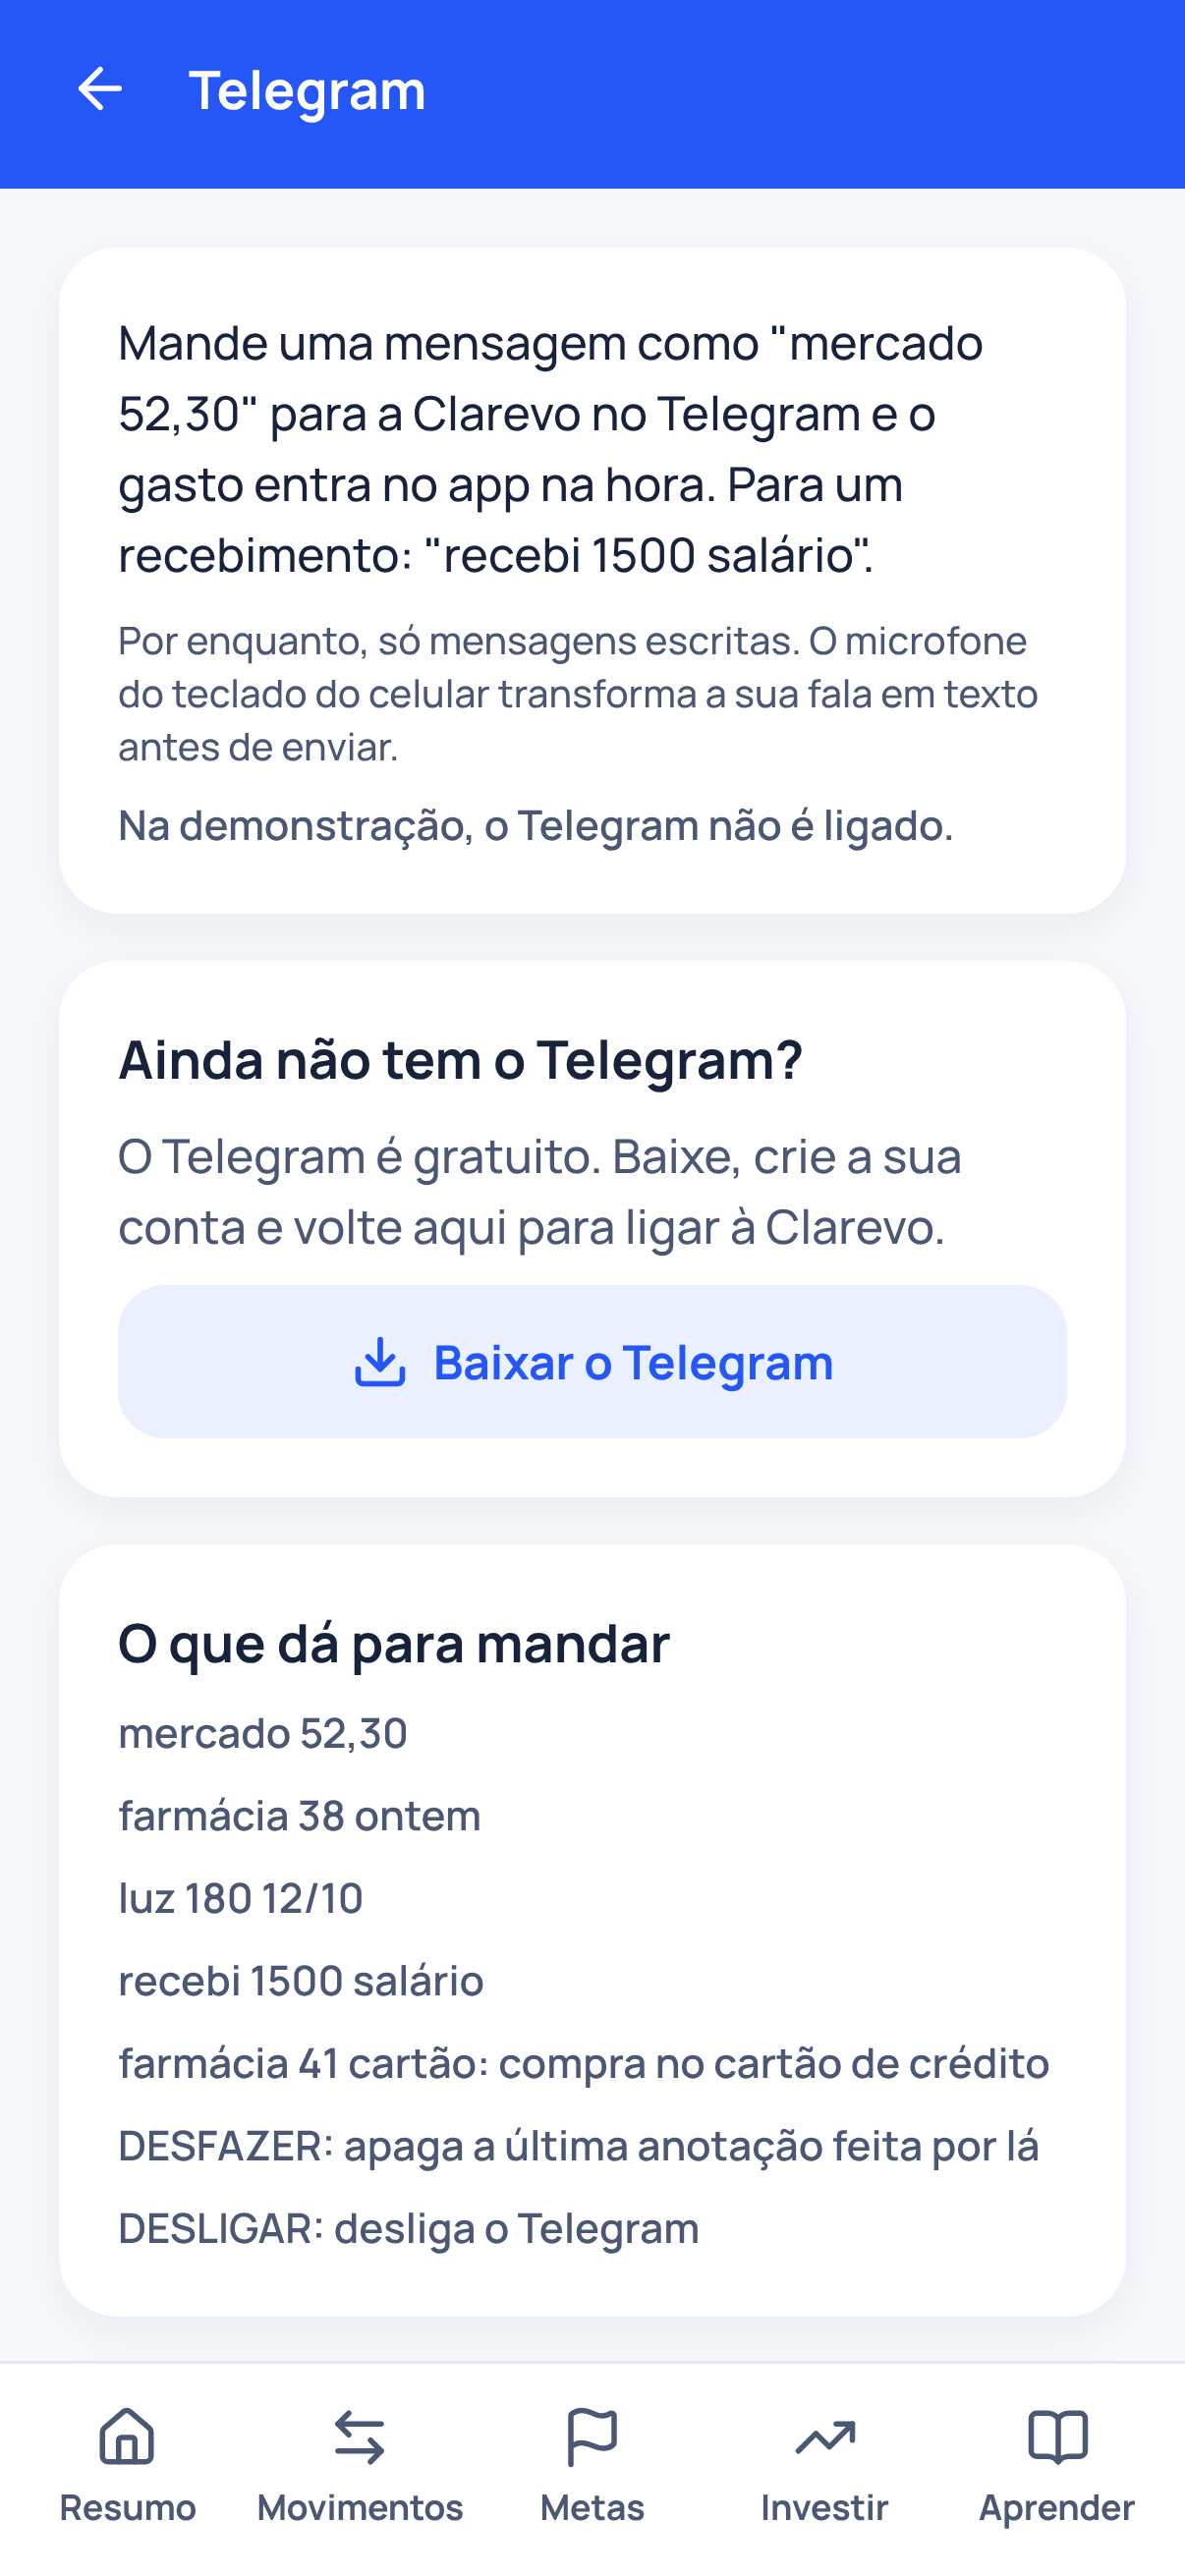 Telegram
Mande uma mensagem como "mercado
52,30" para a Clarevo no Telegram e o
gasto entra no app na hora. Para um
recebimento: "recebi 1500 salário".
Por enquanto, só mensagens escritas. O microfone
do teclado do celular transforma a sua fala em texto
antes de enviar.
Na demonstração, o Telegram não é ligado.
Ainda não tem o Telegram?
O Telegram é gratuito. Baixe, crie a sua
conta e volte aqui para ligar à Clarevo.
Baixar o Telegram
O que dá para mandar
mercado 52,30
farmácia 38 ontem
luz 180 12/10
recebi 1500 salário
farmácia 41 cartão: compra no cartão de crédito
DESFAZER: apaga a última anotação feita por lá
DESLIGAR: desliga o Telegram
Resumo Movimentos Metas Investir Aprender